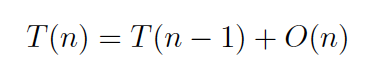 T(n) = T(n − 1) + O(n)